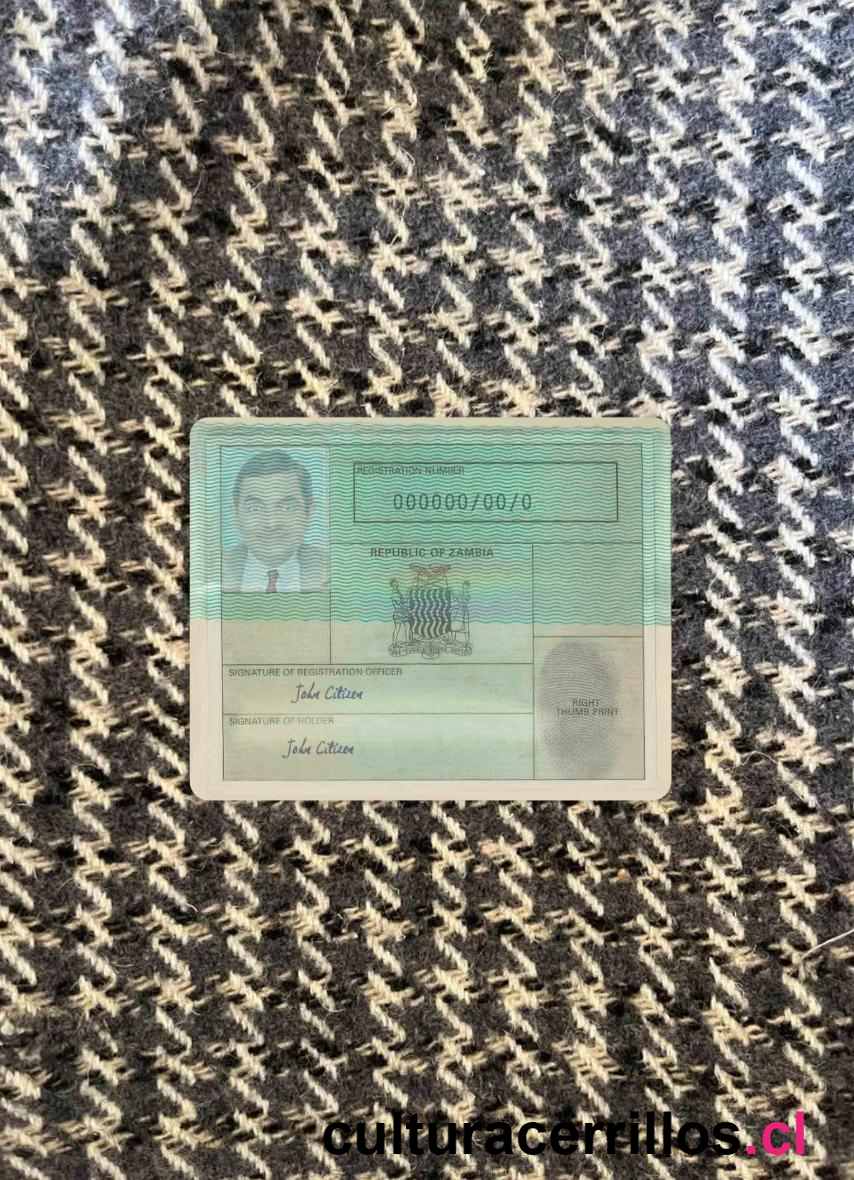 REGISTRATION NUMBER
000000/00/0
REPUBLIC OF ZAMBIA
SIGNATURE OF REGISTRATION OFFICER
John Citizen
SIGNATURE OF HOLDER
John Citizen
RIGHT
THUMB PRINT
culturacerrillos.cl